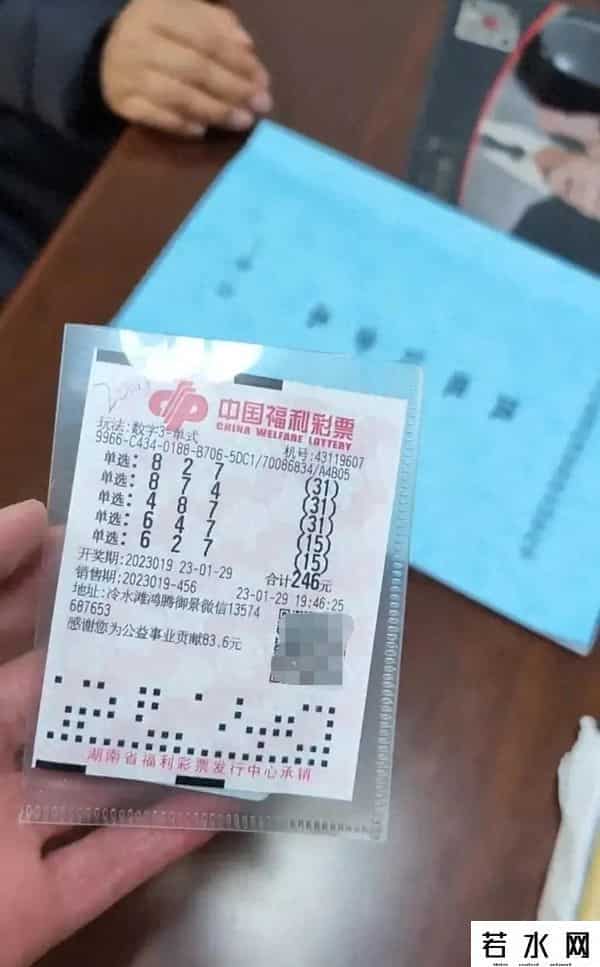 中国福利彩票
CHINA WELFARE LOTTERY
玩法:数字3-单式 机号:43119607
9966-C434-0188-B706-5DC1/70086834/A4B05
单选:8 2 7 (31)
单选:8 7 4 (31)
单选:4 8 7 (31)
单选:6 4 7 (15)
单选:6 2 7 (15)
开奖期:2023019 23-01-29 合计246元
销售期:2023019-456 23-01-29 19:46:25
地址:冷水滩鸿腾御景微信13574
687653
感谢您为公益事业贡献83.6元
湖南省福利彩票发行中心承销
若水网